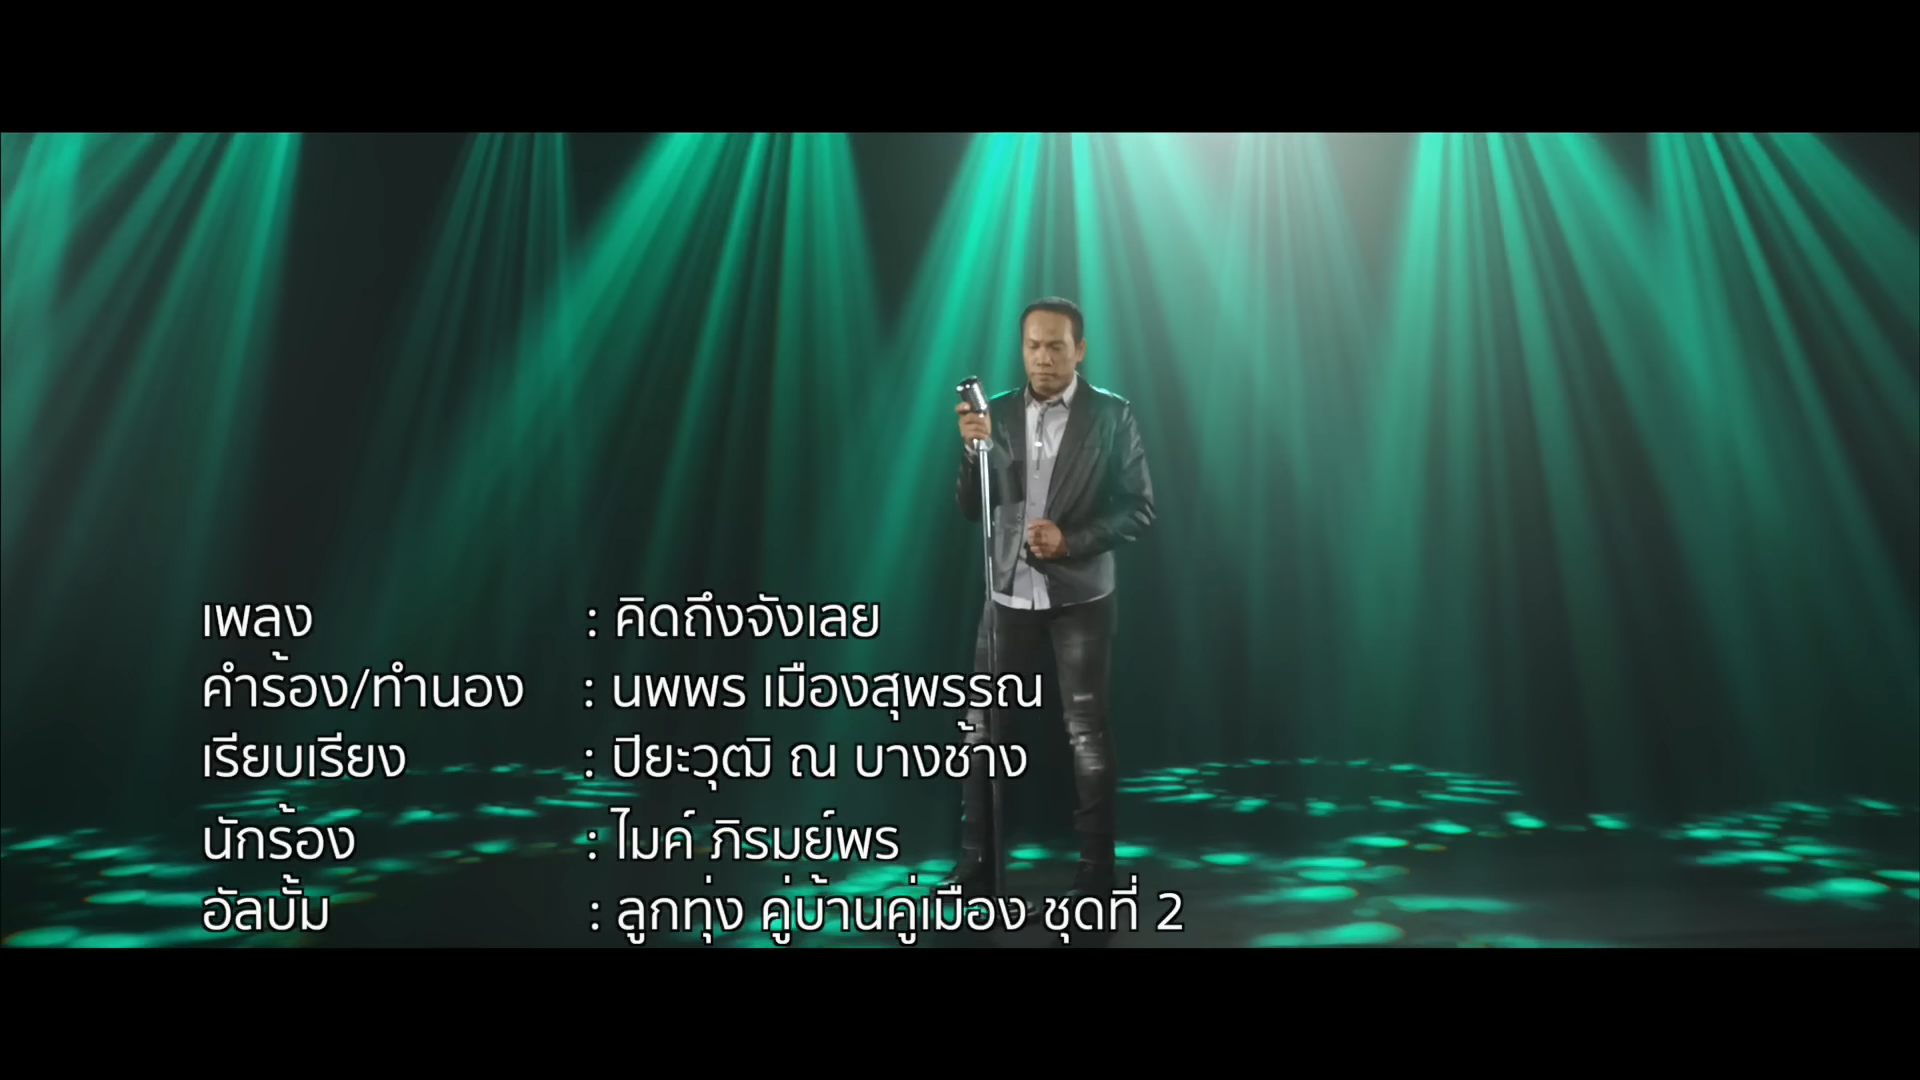 เพลง : คิดถึงจังเลย
คำร้อง/ทำนอง : นพพร เมืองสุพรรณ
เรียบเรียง : ปิยะวุฒิ ณ บางช้าง
นักร้อง : ไมค์ ภิรมย์พร
อัลบั้ม : ลูกทุ่ง คู่บ้านคู่เมือง ชุดที่ 2